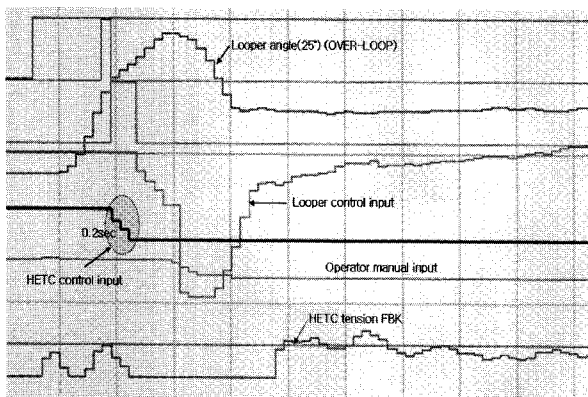 Looper angle(25°) (OVER-LOOP)
Looper control input
0.2sec
HETC control input
Operator manual input
HETC tension FBK